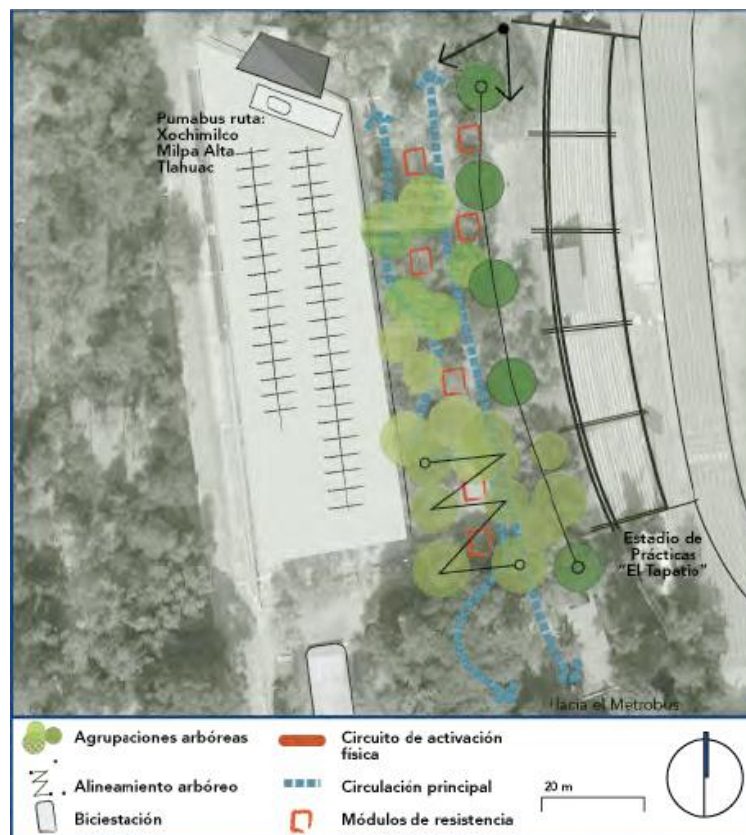 Pumabus ruta:
Xochimilco
Milpa Alta
Tlahuac
Estadio de
Prácticas
"El Tapatio"
Hacia el Metrobus
Agrupaciones arbóreas
Alineamiento arbóreo
Biciestación
Circuito de activación
física
Circulación principal
Módulos de resistencia
20 m